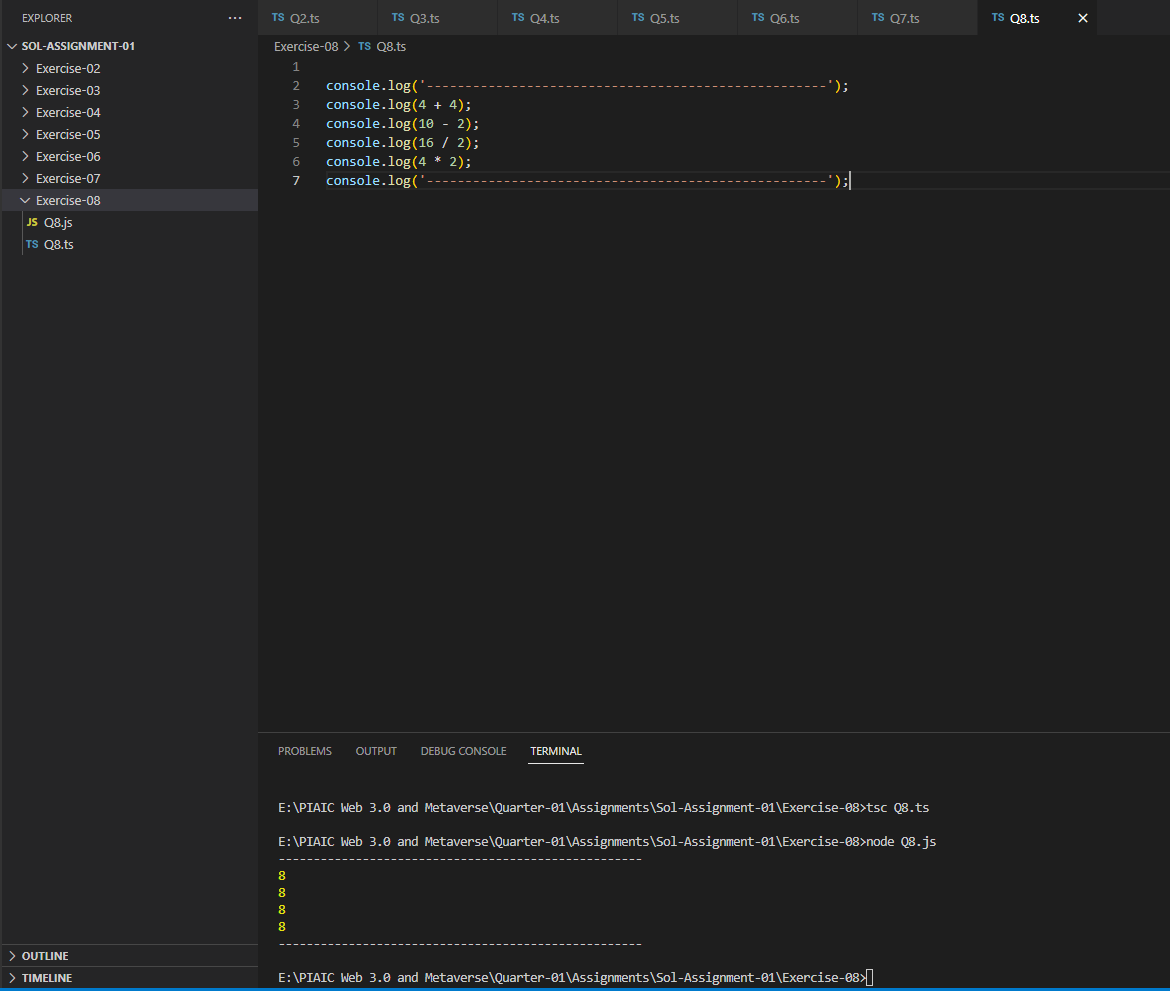 EXPLORER ...
SOL-ASSIGNMENT-01
Exercise-02
Exercise-03
Exercise-04
Exercise-05
Exercise-06
Exercise-07
Exercise-08
JS Q8.js
TS Q8.ts
OUTLINE
TIMELINE
TS Q2.ts TS Q3.ts TS Q4.ts TS Q5.ts TS Q6.ts TS Q7.ts TS Q8.ts
Exercise-08 > TS Q8.ts
1
2 console.log('----------------------------------------------------');
3 console.log(4 + 4);
4 console.log(10 - 2);
5 console.log(16 / 2);
6 console.log(4 * 2);
7 console.log('----------------------------------------------------');
PROBLEMS OUTPUT DEBUG CONSOLE TERMINAL
E:\PIAIC Web 3.0 and Metaverse\Quarter-01\Assignments\Sol-Assignment-01\Exercise-08>tsc Q8.ts
E:\PIAIC Web 3.0 and Metaverse\Quarter-01\Assignments\Sol-Assignment-01\Exercise-08>node Q8.js
----------------------------------------------------
8
8
8
8
----------------------------------------------------
E:\PIAIC Web 3.0 and Metaverse\Quarter-01\Assignments\Sol-Assignment-01\Exercise-08>